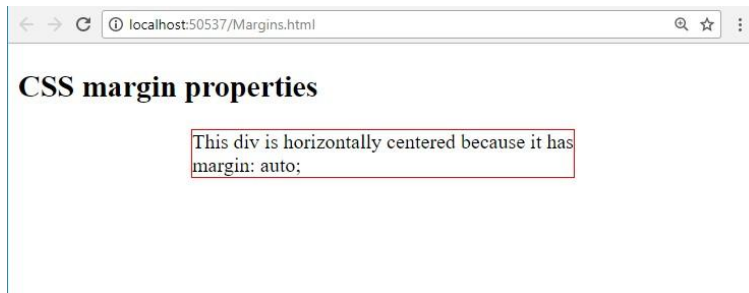 localhost:50537/Margins.html
CSS margin properties
This div is horizontally centered because it has
margin: auto;